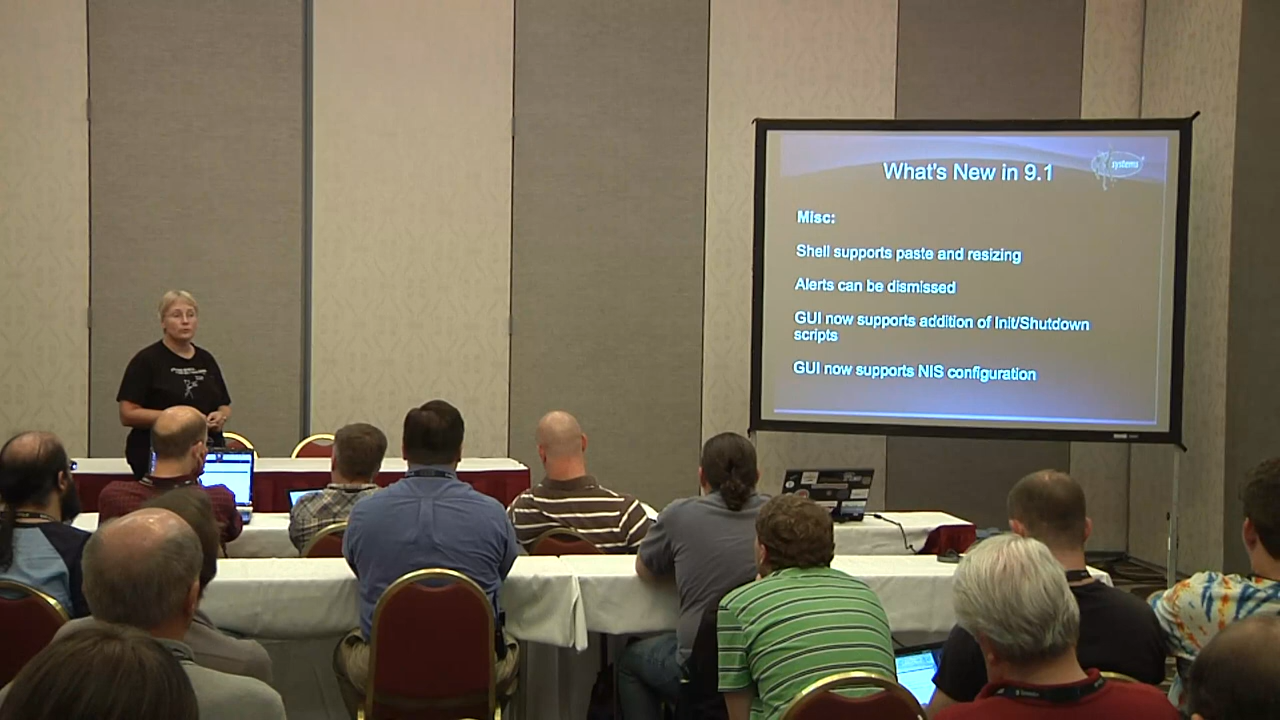 What's New in 9.1
systems
Misc:
Shell supports paste and resizing
Alerts can be dismissed
GUI now supports addition of Init/Shutdown
scripts
GUI now supports NIS configuration